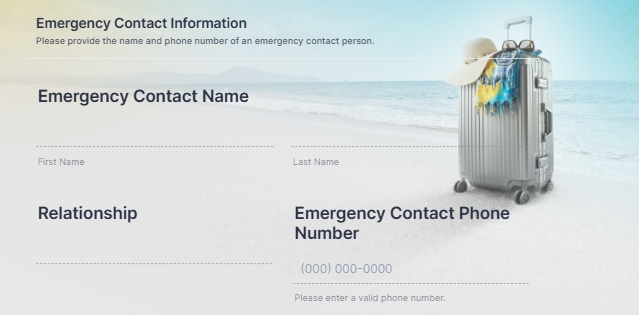 Emergency Contact Information
Please provide the name and phone number of an emergency contact person.
Emergency Contact Name
First Name
Last Name
Relationship
Emergency Contact Phone
Number
(000) 000-0000
Please enter a valid phone number.